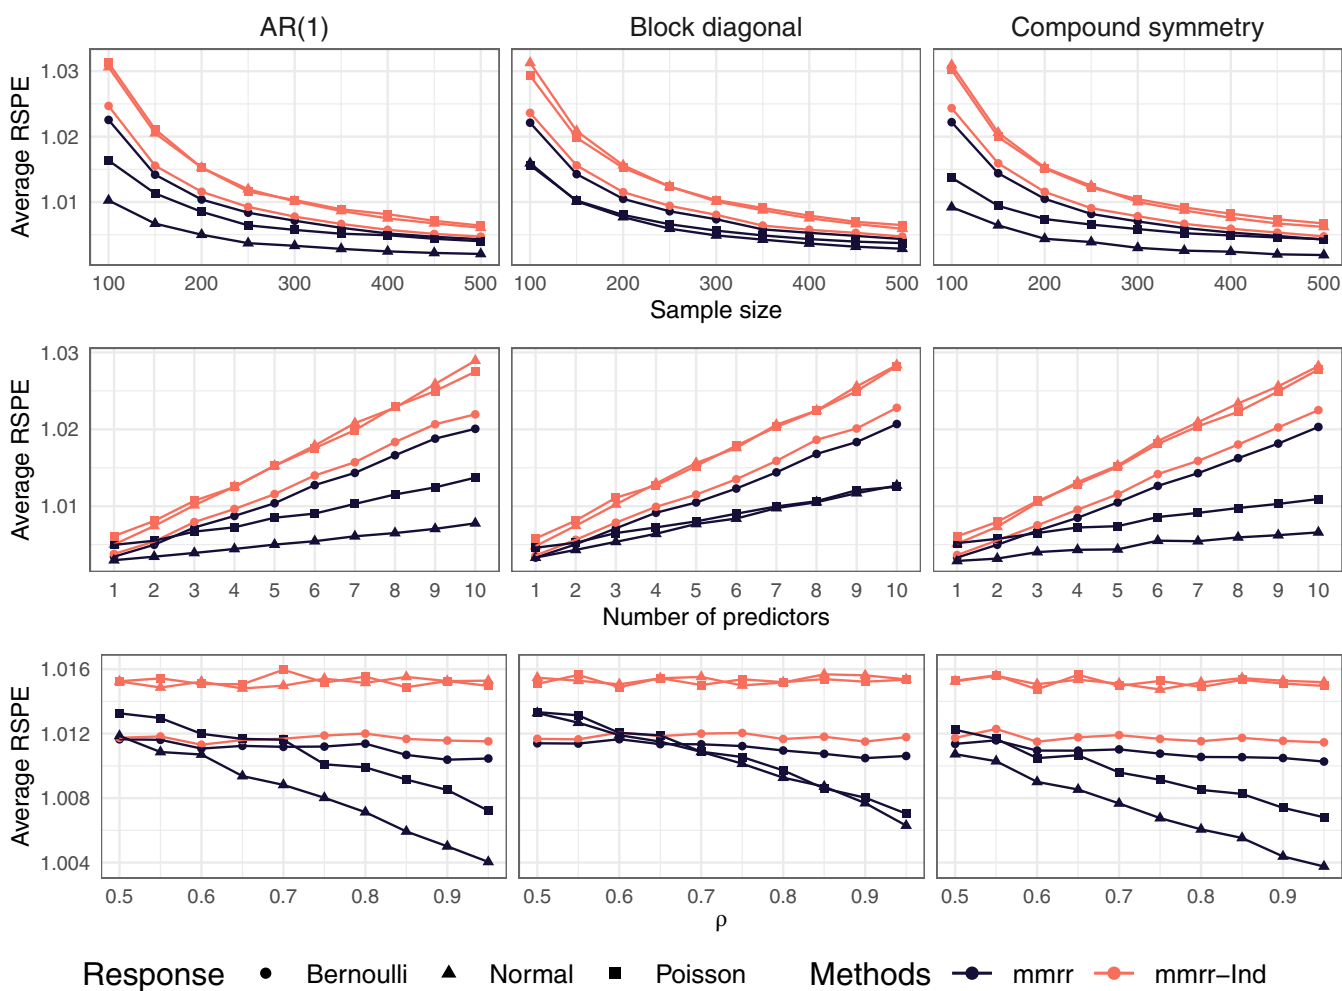 AR(1) Block diagonal Compound symmetry
Average RSPE
1.03
1.02
1.01
100 200 300 400 500 100 200 300 400 500 100 200 300 400 500
Sample size
Average RSPE
1.03
1.02
1.01
1 2 3 4 5 6 7 8 9 10 1 2 3 4 5 6 7 8 9 10 1 2 3 4 5 6 7 8 9 10
Number of predictors
Average RSPE
1.016
1.012
1.008
1.004
0.5 0.6 0.7 0.8 0.9 0.5 0.6 0.7 0.8 0.9 0.5 0.6 0.7 0.8 0.9
ρ
Response Bernoulli Normal Poisson Methods mmrr mmrr–Ind